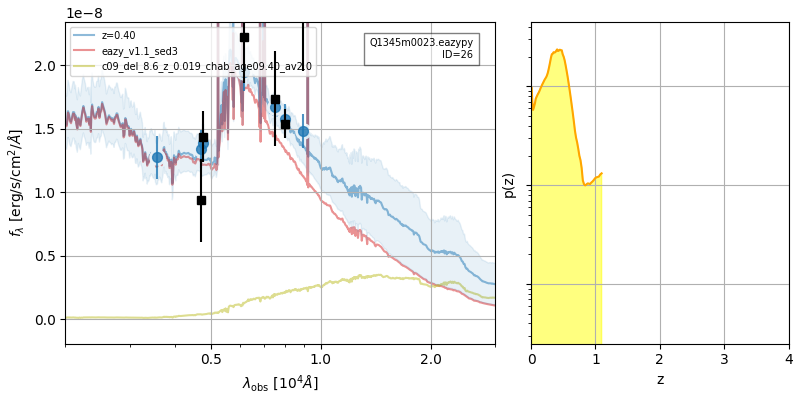 1e−8
z=0.40
eazy_v1.1_sed3
c09_del_8.6_z_0.019_chab_age09.40_av2.0
Q1345m0023.eazypy
ID=26
2.0
1.5
1.0
0.5
0.0
f_λ [erg/s/cm²/Å]
0.5
1.0
2.0
λ_obs [10⁴Å]
p(z)
0
1
2
3
4
z